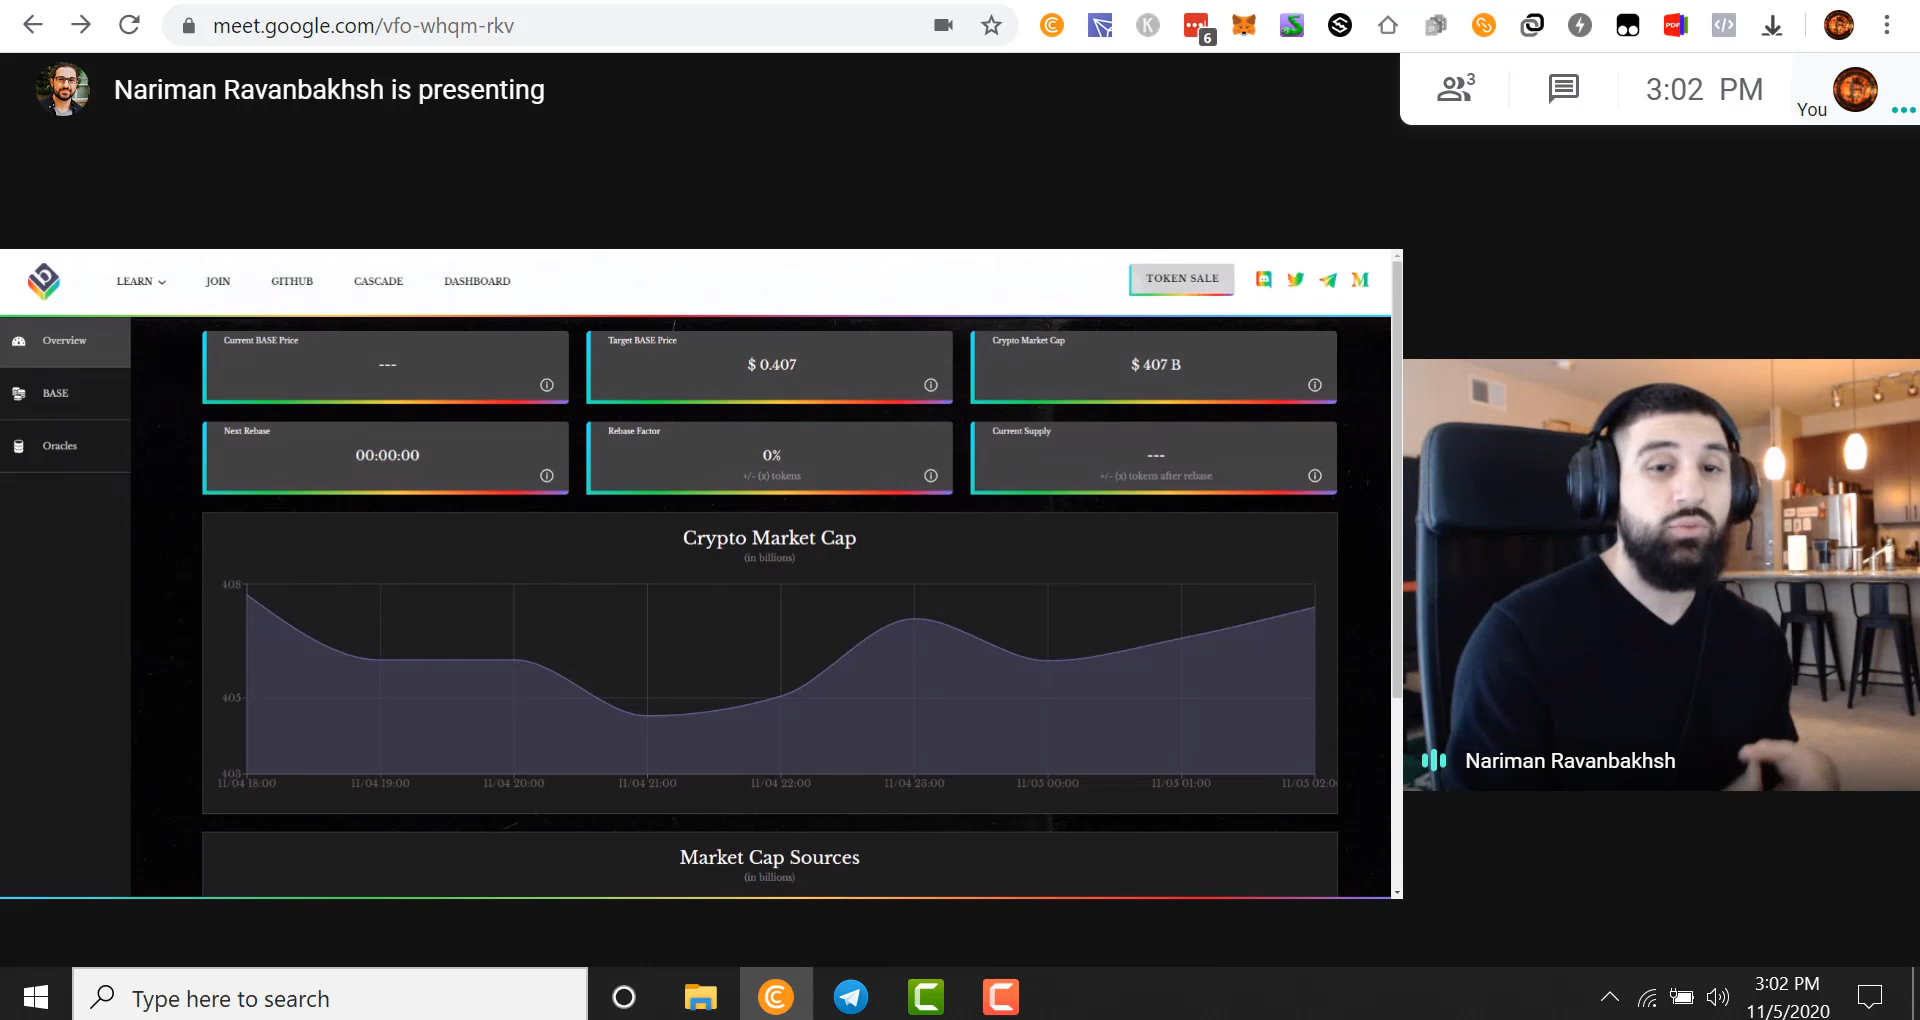 meet.google.com/vfo-whqm-rkv
6
Nariman Ravanbakhsh is presenting
3
3:02 PM
You
LEARN
JOIN
GITHUB
CASCADE
DASHBOARD
TOKEN SALE
Overview
BASE
Oracles
Current BASE Price
---
Target BASE Price
$ 0.407
Crypto Market Cap
$ 407 B
Next Rebase
00:00:00
Rebase Factor
0%
+/- (x) tokens
Current Supply
---
+/- (x) tokens after rebase
Crypto Market Cap
(in billions)
408
405
403
11/04 18:00
11/04 19:00
11/04 20:00
11/04 21:00
11/04 22:00
11/04 23:00
11/05 00:00
11/05 01:00
11/05 02:0
Market Cap Sources
(in billions)
Nariman Ravanbakhsh
Type here to search
3:02 PM
11/5/2020